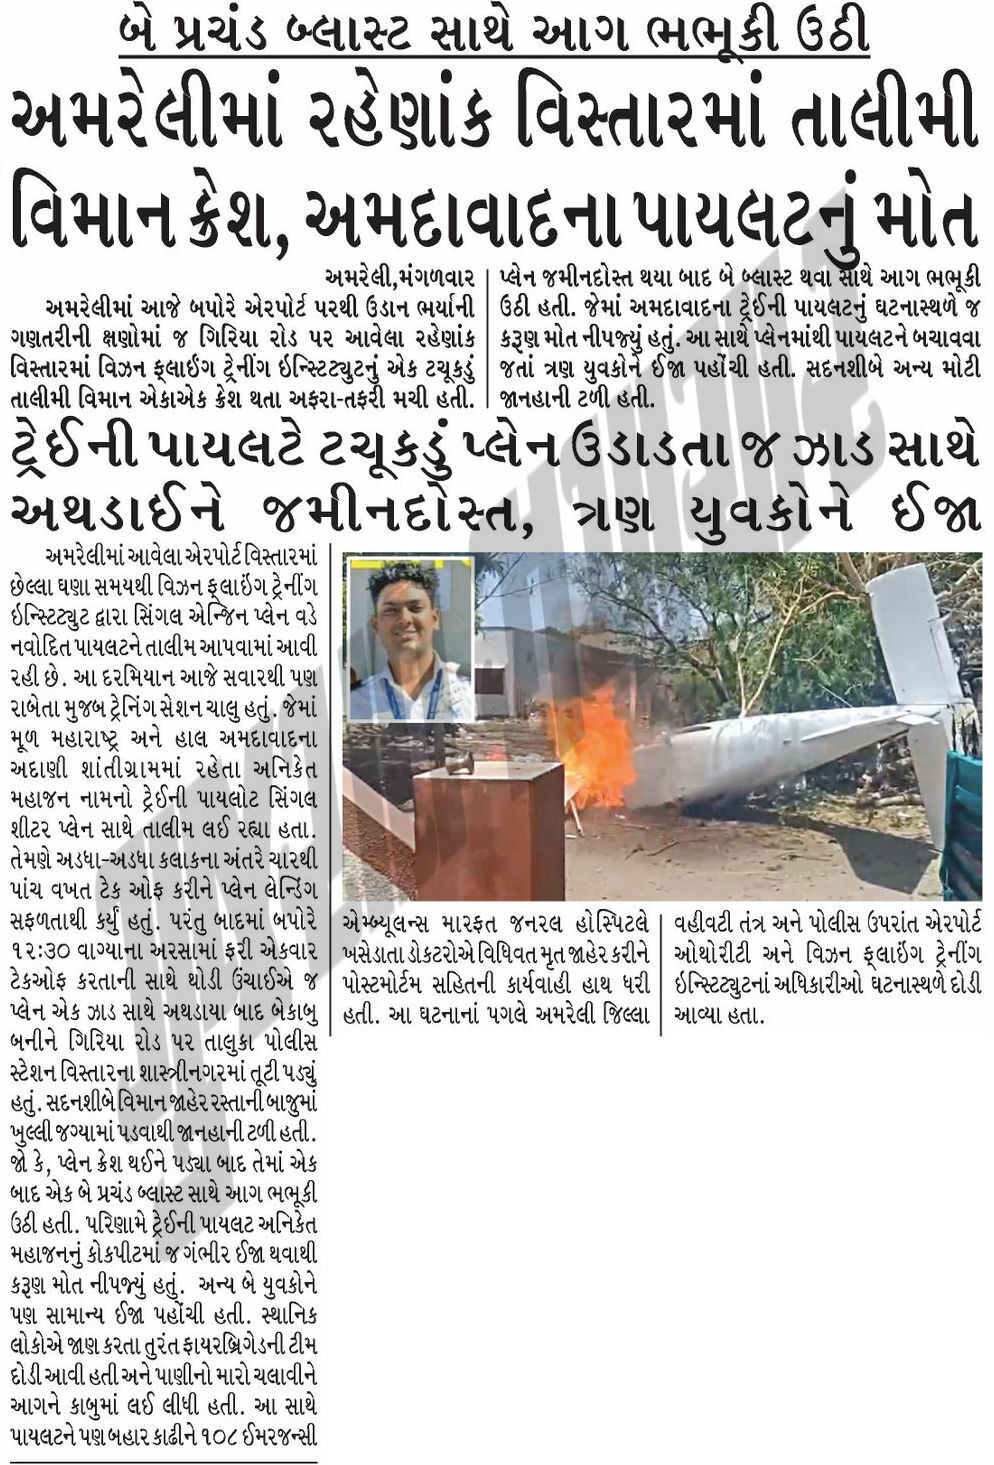 બે પ્રચંડ બ્લાસ્ટ સાથે આગ ભભૂકી ઉઠી
અમરેલીમાં રહેણાંક વિસ્તારમાં તાલીમી
વિમાન ક્રેશ, અમદાવાદના પાયલટનું મોત
અમરેલી,મંગળવાર
અમરેલીમાં આજે બપોરે એરપોર્ટ પરથી ઉડાન ભર્યાની
ગણતરીની ક્ષણોમાં જ ગિરિયા રોડ પર આવેલા રહેણાંક
વિસ્તારમાં વિઝન ફ્લાઇંગ ટ્રેનીંગ ઇન્સ્ટિટ્યુટનું એક ટચૂકડું
તાલીમી વિમાન એકાએક ક્રેશ થતા અફરા-તફરી મચી હતી.
પ્લેન જમીનદોસ્ત થયા બાદ બે બ્લાસ્ટ થવા સાથે આગ ભભૂકી
ઉઠી હતી. જેમાં અમદાવાદના ટ્રેઈની પાયલટનું ઘટનાસ્થળે જ
કરૂણ મોત નીપજ્યું હતું. આ સાથે પ્લેનમાંથી પાયલટને બચાવવા
જતાં ત્રણ યુવકોને ઈજા પહોંચી હતી. સદનશીબે અન્ય મોટી
જાનહાની ટળી હતી.
ટ્રેઈની પાયલટે ટચૂકડું પ્લેન ઉડાડતા જ ઝાડ સાથે
અથડાઈને જમીનદોસ્ત, ત્રણ યુવકોને ઈજા
અમરેલીમાં આવેલા એરપોર્ટ વિસ્તારમાં
છેલ્લા ઘણા સમયથી વિઝન ફ્લાઇંગ ટ્રેનીંગ
ઇન્સ્ટિટ્યુટ દ્વારા સિંગલ એન્જિન પ્લેન વડે
નવોદિત પાયલટને તાલીમ આપવામાં આવી
રહી છે. આ દરમિયાન આજે સવારથી પણ
રાબેતા મુજબ ટ્રેનિંગ સેશન ચાલુ હતું. જેમાં
મૂળ મહારાષ્ટ્ર અને હાલ અમદાવાદના
અદાણી શાંતીગ્રામમાં રહેતા અનિકેત
મહાજન નામનો ટ્રેઈની પાયલોટ સિંગલ
શીટર પ્લેન સાથે તાલીમ લઈ રહ્યા હતા.
તેમણે અડધા-અડધા કલાકના અંતરે ચારથી
પાંચ વખત ટેક ઓફ કરીને પ્લેન લેન્ડિંગ
સફળતાથી કર્યું હતું. પરંતુ બાદમાં બપોરે
૧૨:૩૦ વાગ્યાના અરસામાં ફરી એકવાર
ટેકઓફ કરતાની સાથે થોડી ઉંચાઈએ જ
પ્લેન એક ઝાડ સાથે અથડાયા બાદ બેકાબુ
બનીને ગિરિયા રોડ પર તાલુકા પોલીસ
સ્ટેશન વિસ્તારના શાસ્ત્રીનગરમાં તૂટી પડ્યું
હતું. સદનશીબે વિમાન જાહેર રસ્તાની બાજુમાં
ખુલ્લી જગ્યામાં પડવાથી જાનહાની ટળી હતી.
જો કે, પ્લેન ક્રેશ થઈને પડ્યા બાદ તેમાં એક
બાદ એક બે પ્રચંડ બ્લાસ્ટ સાથે આગ ભભૂકી
ઉઠી હતી. પરિણામે ટ્રેઈની પાયલટ અનિકેત
મહાજનનું કોકપીટમાં જ ગંભીર ઈજા થવાથી
કરૂણ મોત નીપજ્યું હતું. અન્ય બે યુવકોને
પણ સામાન્ય ઈજા પહોંચી હતી. સ્થાનિક
લોકોએ જાણ કરતા તુરંત ફાયરબ્રિગેડની ટીમ
દોડી આવી હતી અને પાણીનો મારો ચલાવીને
આગને કાબુમાં લઈ લીધી હતી. આ સાથે
પાયલટને પણ બહાર કાઢીને ૧૦૮ ઈમરજન્સી
એમ્બ્યુલન્સ મારફત જનરલ હોસ્પિટલે
ખસેડાતા ડોકટરોએ વિધિવત મૃત જાહેર કરીને
પોસ્ટમોર્ટમ સહિતની કાર્યવાહી હાથ ધરી
હતી. આ ઘટનાનાં પગલે અમરેલી જિલ્લા
વહીવટી તંત્ર અને પોલીસ ઉપરાંત એરપોર્ટ
ઓથોરીટી અને વિઝન ફ્લાઇંગ ટ્રેનીંગ
ઇન્સ્ટિટ્યુટનાં અધિકારીઓ ઘટનાસ્થળે દોડી
આવ્યા હતા.